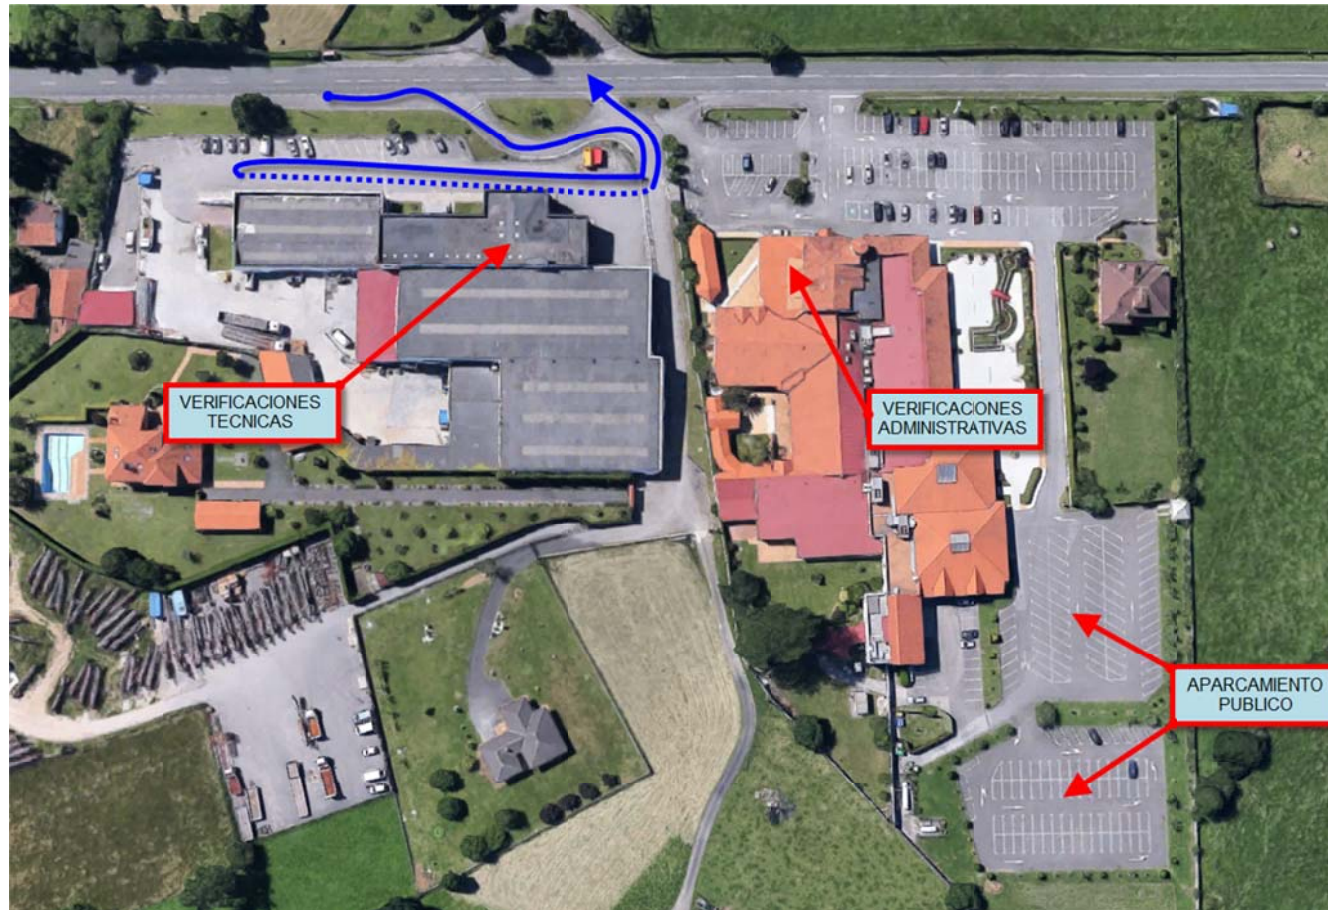 VERIFICACIONES
TECNICAS
VERIFICACIONES
ADMINISTRATIVAS
APARCAMIENTO
PUBLICO